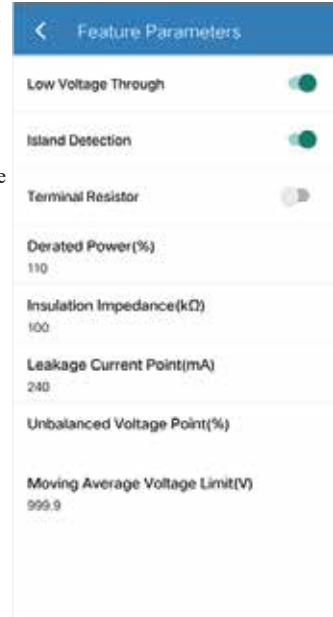 Feature Parameters
Low Voltage Through
Island Detection
e
Terminal Resistor
Derated Power(%)
110
Insulation Impedance(kΩ)
100
Leakage Current Point(mA)
240
Unbalanced Voltage Point(%)
Moving Average Voltage Limit(V)
999.9